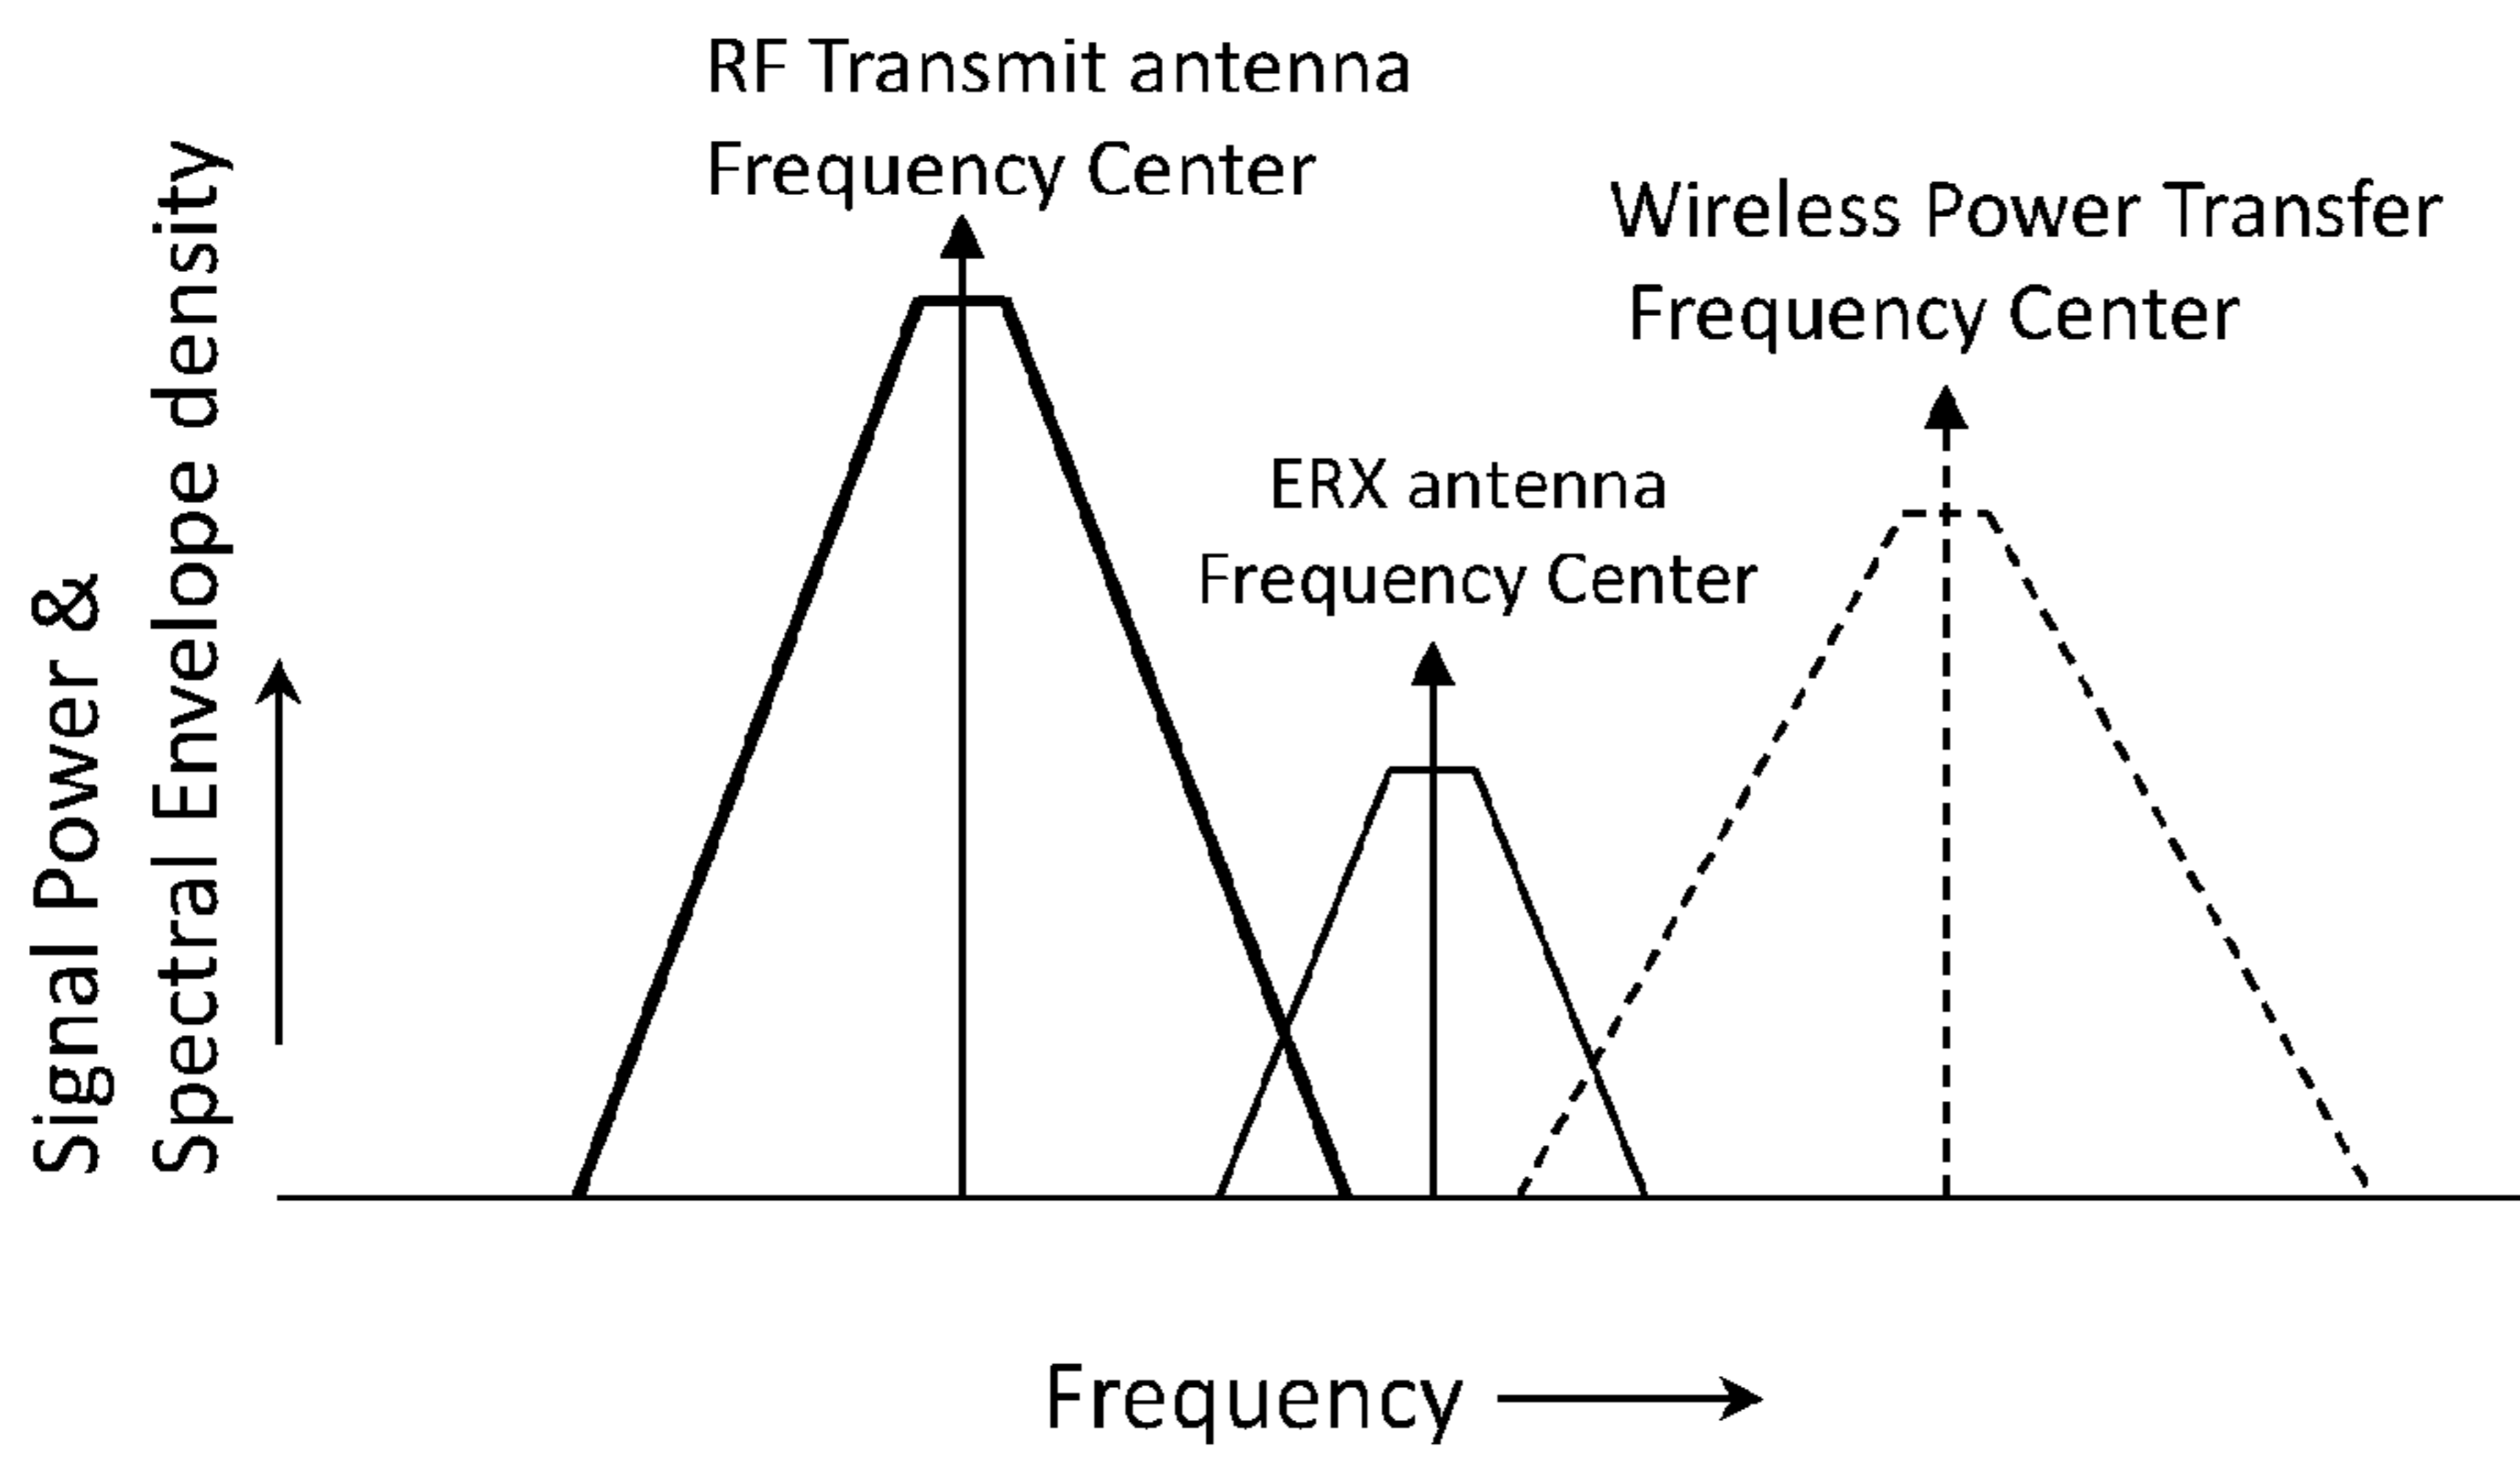 RF Transmit antenna
Frequency Center
Wireless Power Transfer
Frequency Center
ERX antenna
Frequency Center
Signal Power &
Spectral Envelope density
Frequency